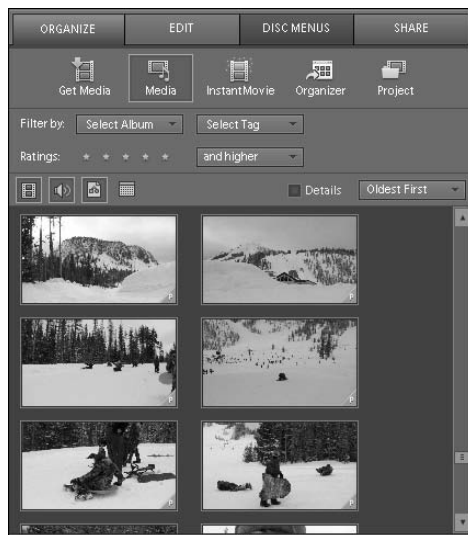 ORGANIZE EDIT DISC MENUS SHARE
Get Media Media InstantMovie Organizer Project
Filter by: Select Album Select Tag
Ratings: and higher
Details Oldest First
P P
P P
P P